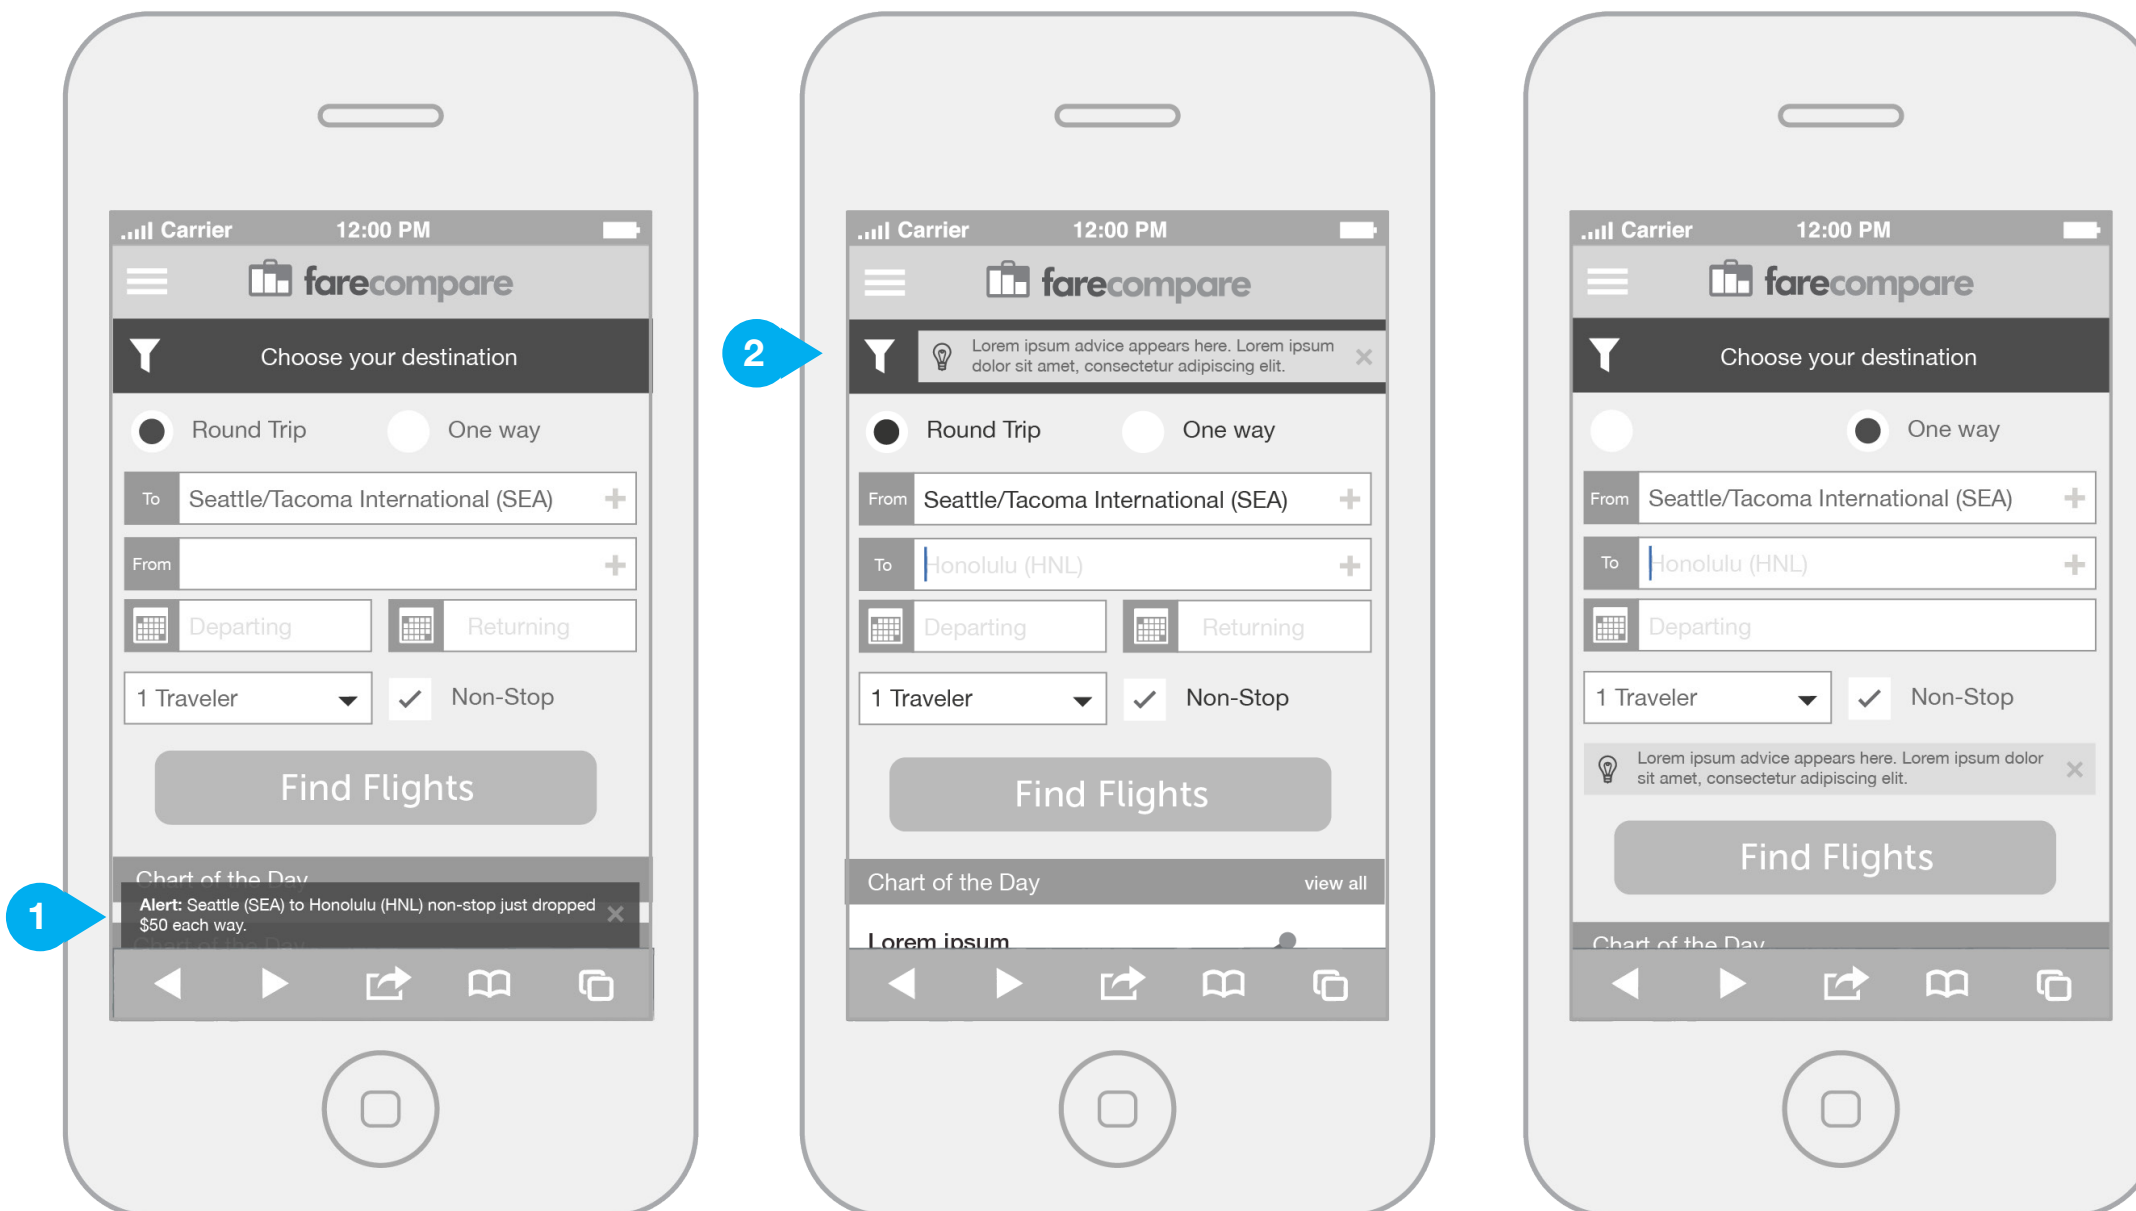 Carrier 12:00 PM
farecompare
Choose your destination
Round Trip One way
To Seattle/Tacoma International (SEA)
From
Departing Returning
1 Traveler Non-Stop
Find Flights
Chart of the Day
1
Alert: Seattle (SEA) to Honolulu (HNL) non-stop just dropped
$50 each way.
Chart of the Day
Carrier 12:00 PM
farecompare
2
Lorem ipsum advice appears here. Lorem ipsum
dolor sit amet, consectetur adipiscing elit.
Round Trip One way
From Seattle/Tacoma International (SEA)
To Honolulu (HNL)
Departing Returning
1 Traveler Non-Stop
Find Flights
Chart of the Day view all
Lorem ipsum
Carrier 12:00 PM
farecompare
Choose your destination
One way
From Seattle/Tacoma International (SEA)
To Honolulu (HNL)
Departing
1 Traveler Non-Stop
Lorem ipsum advice appears here. Lorem ipsum dolor
sit amet, consectetur adipiscing elit.
Find Flights
Chart of the Day